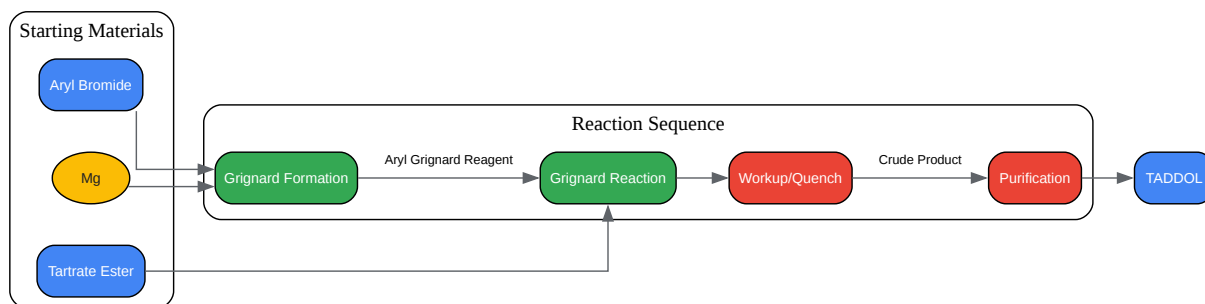 Starting Materials
Aryl Bromide
Mg
Tartrate Ester
Reaction Sequence
Grignard Formation
Aryl Grignard Reagent
Grignard Reaction
Workup/Quench
Crude Product
Purification
TADDOL